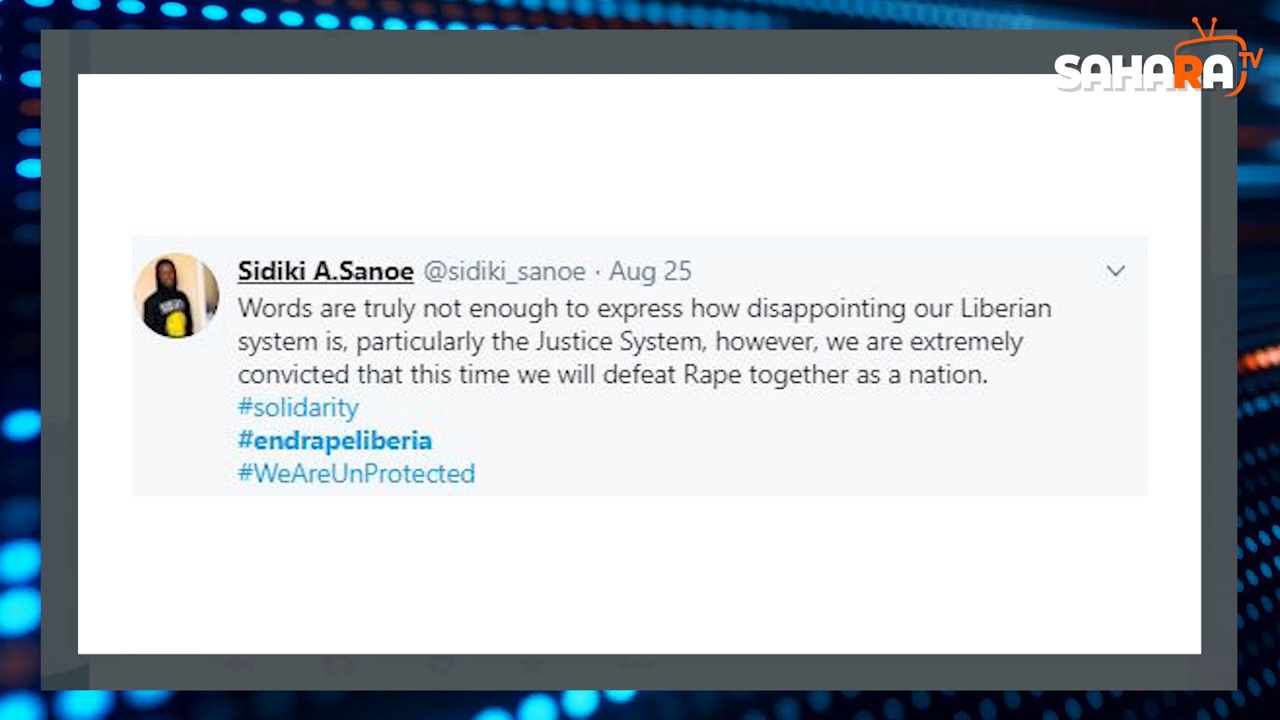 SAHARA TV
Sidiki A.Sanoe @sidiki_sanoe · Aug 25
Words are truly not enough to express how disappointing our Liberian
system is, particularly the Justice System, however, we are extremely
convicted that this time we will defeat Rape together as a nation.
#solidarity
#endrapeliberia
#WeAreUnProtected